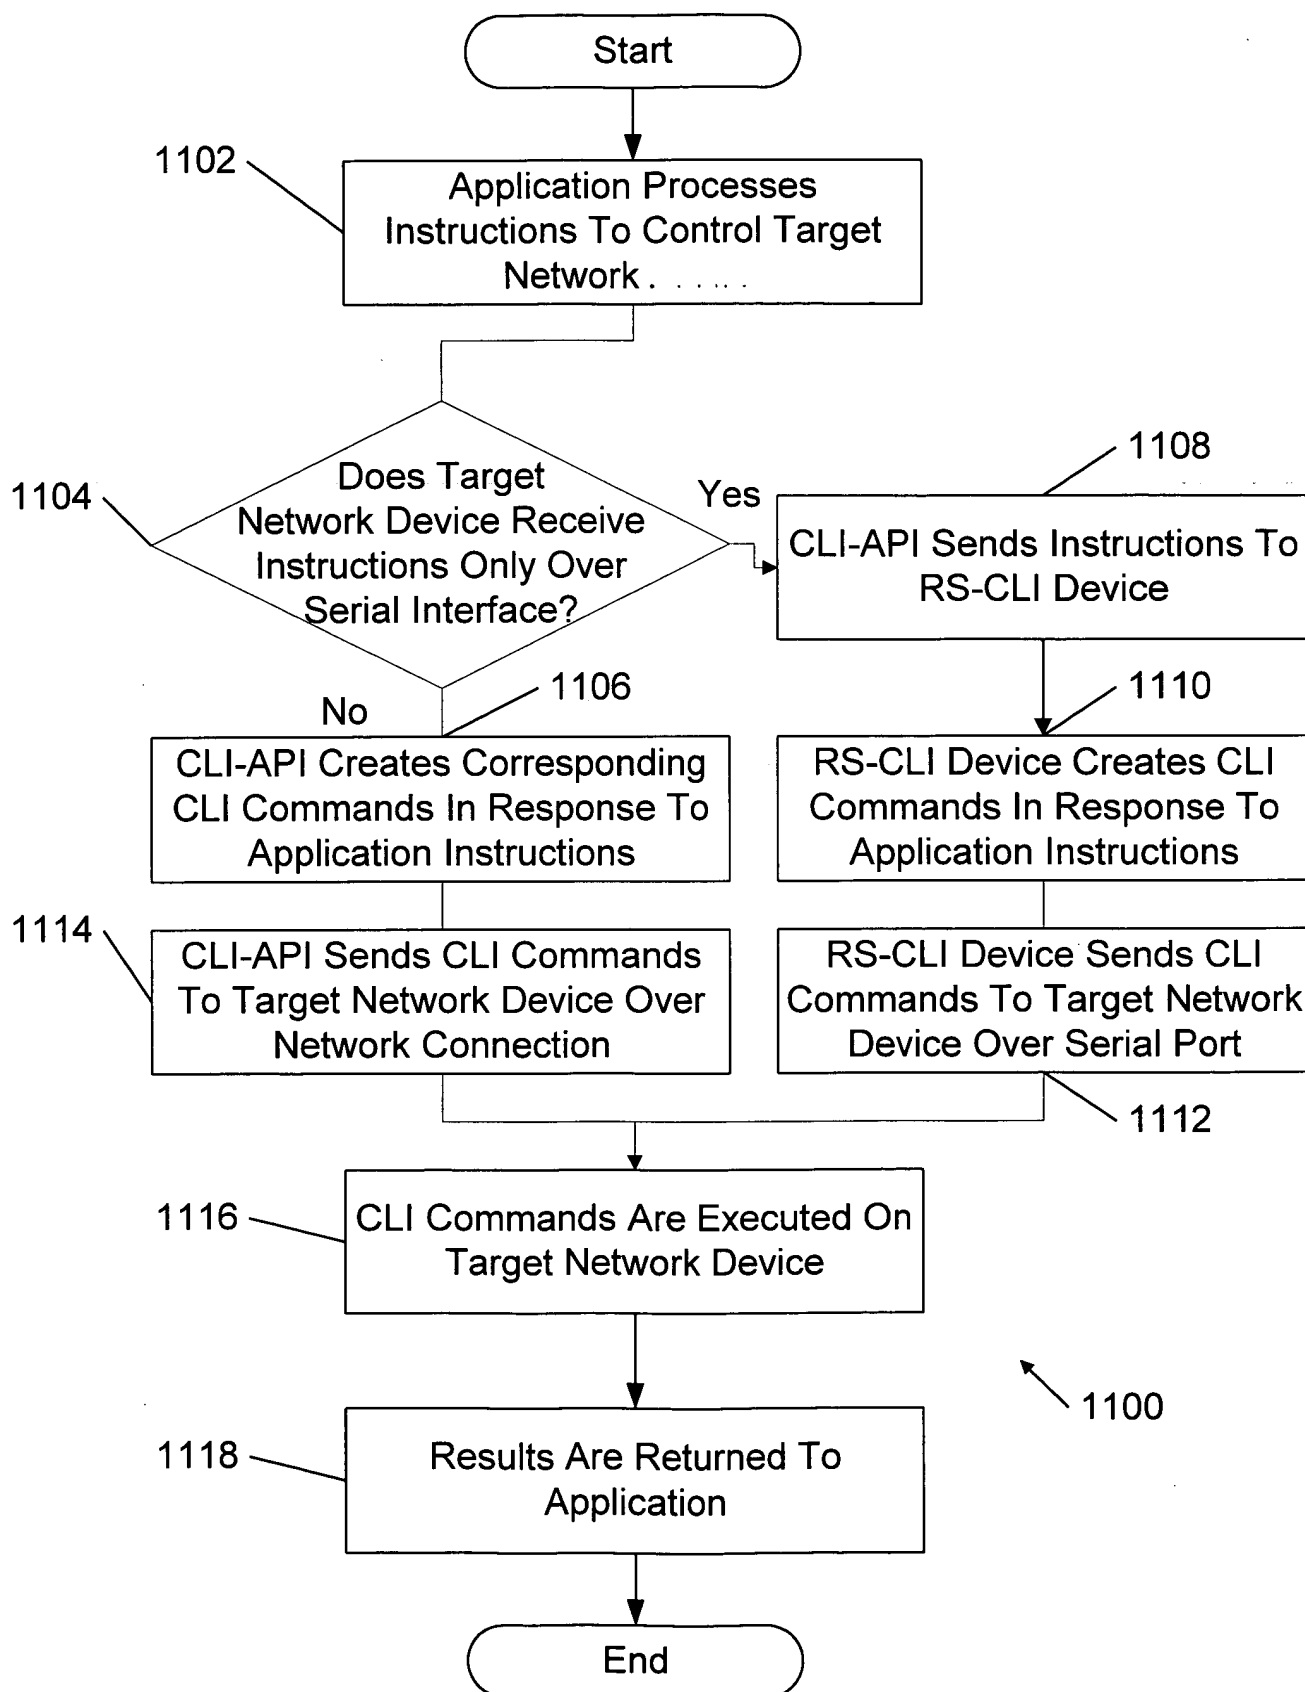 Start
1102
Application Processes
Instructions To Control Target
Network . . ....
1104
Does Target
Network Device Receive
Instructions Only Over
Serial Interface?
Yes
1108
CLI-API Sends Instructions To
RS-CLI Device
No
1106
CLI-API Creates Corresponding
CLI Commands In Response To
Application Instructions
1110
RS-CLI Device Creates CLI
Commands In Response To
Application Instructions
1114
CLI-API Sends CLI Commands
To Target Network Device Over
Network Connection
RS-CLI Device Sends CLI
Commands To Target Network
Device Over Serial Port
1112
1116
CLI Commands Are Executed On
Target Network Device
1100
1118
Results Are Returned To
Application
End